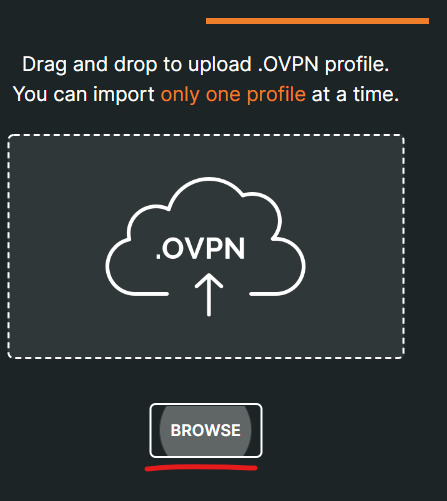 Drag and drop to upload .OVPN profile.
You can import only one profile at a time.
.OVPN
BROWSE